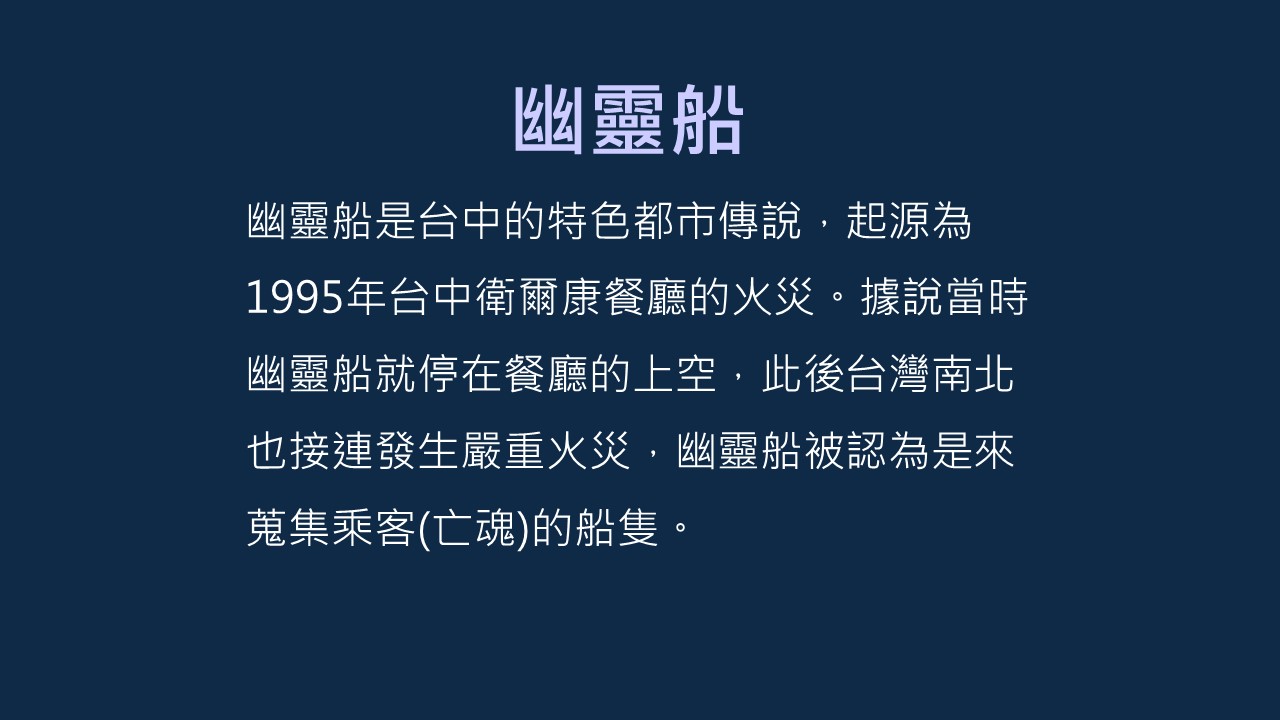 幽靈船
幽靈船是台中的特色都市傳說，起源為
1995年台中衛爾康餐廳的火災。據說當時
幽靈船就停在餐廳的上空，此後台灣南北
也接連發生嚴重火災，幽靈船被認為是來
蒐集乘客(亡魂)的船隻。